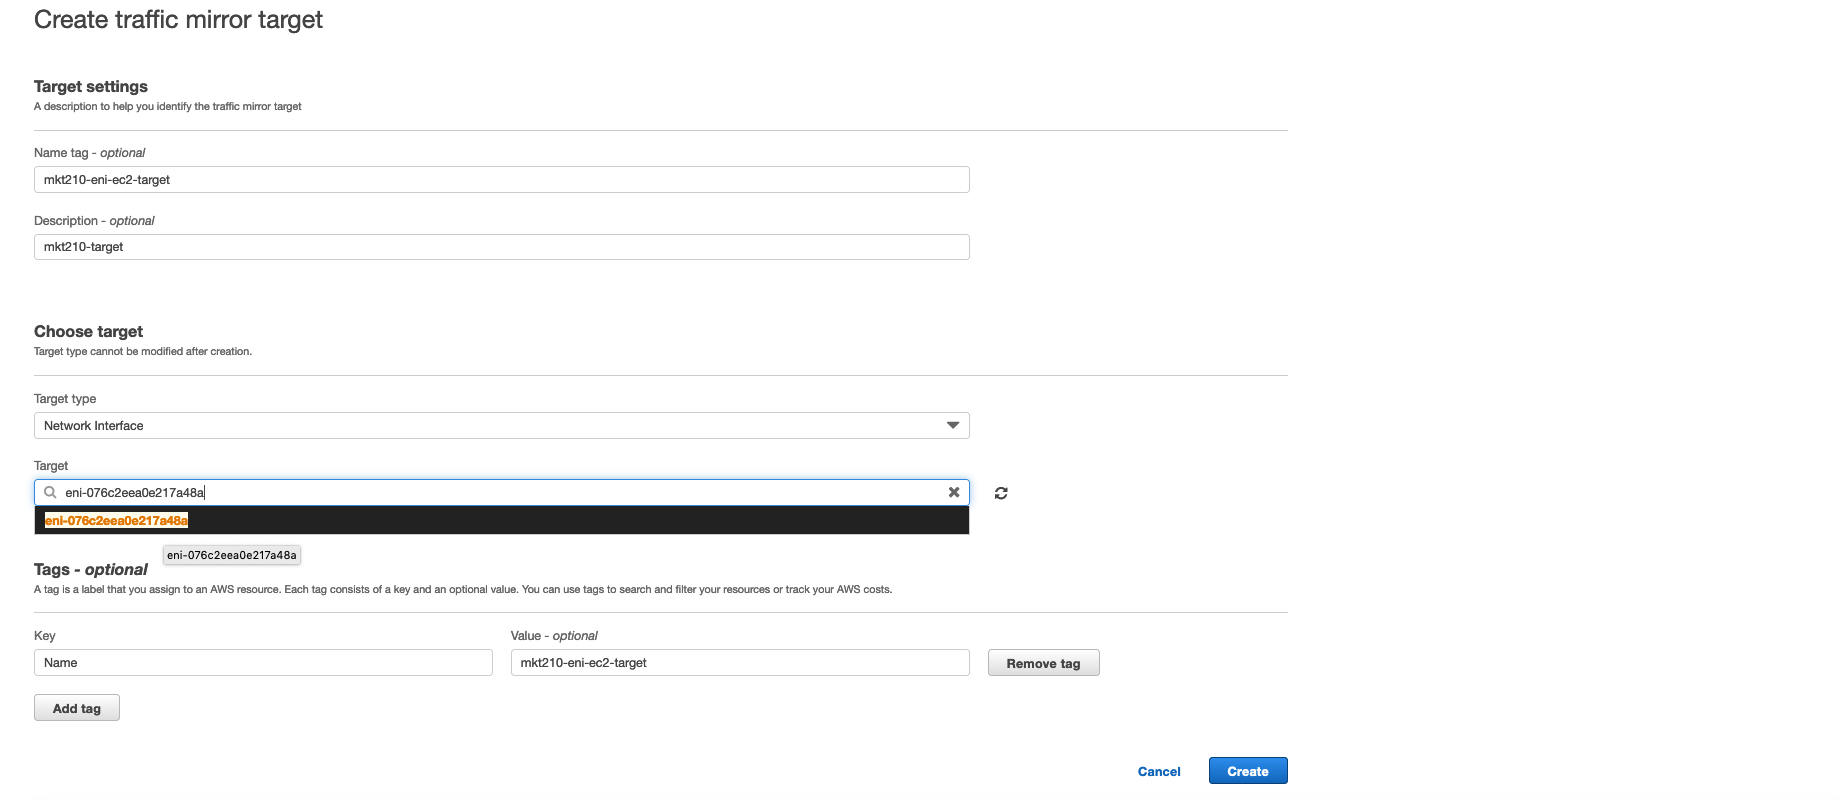 Create traffic mirror target
Target settings
A description to help you identify the traffic mirror target
Name tag - optional
mkt210-eni-ec2-target
Description - optional
mkt210-target
Choose target
Target type cannot be modified after creation.
Target type
Network Interface
Target
eni-076c2eea0e217a48a
eni-076c2eea0e217a48a
eni-076c2eea0e217a48a
Tags - optional
A tag is a label that you assign to an AWS resource. Each tag consists of a key and an optional value. You can use tags to search and filter your resources or track your AWS costs.
Key Value - optional
Name mkt210-eni-ec2-target Remove tag
Add tag
Cancel Create